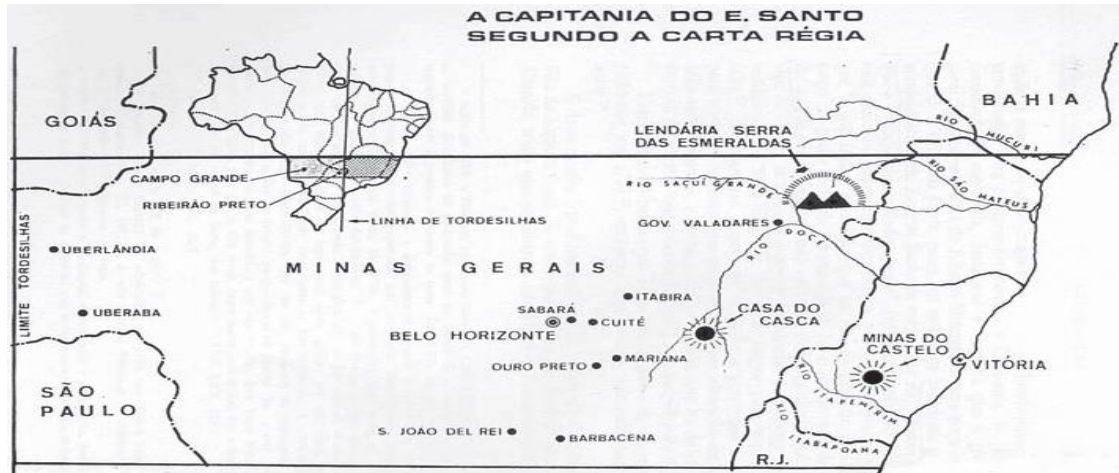 A CAPITANIA DO E. SANTO
SEGUNDO A CARTA RÉGIA
GOIÁS
BAHIA
RIO MUCURI
LENDÁRIA SERRA
DAS ESMERALDAS
CAMPO GRANDE
RIBEIRÃO PRETO
LINHA DE TORDESILHAS
RIO SAÇUÍ GRANDE
RIO SÃO MATEUS
GOV. VALADARES
RIO DOCE
LIMITE TORDESILHAS
UBERLÂNDIA
MINAS GERAIS
UBERABA
ITABIRA
SABARÁ
CUITÉ
BELO HORIZONTE
CASA DO
CASCA
MINAS DO
CASTELO
VITÓRIA
MARIANA
OURO PRETO
SÃO
PAULO
RIO ITAPEMIRIM
S. JOÃO DEL REI
BARBACENA
RIO ITABAPOANA
R.J.